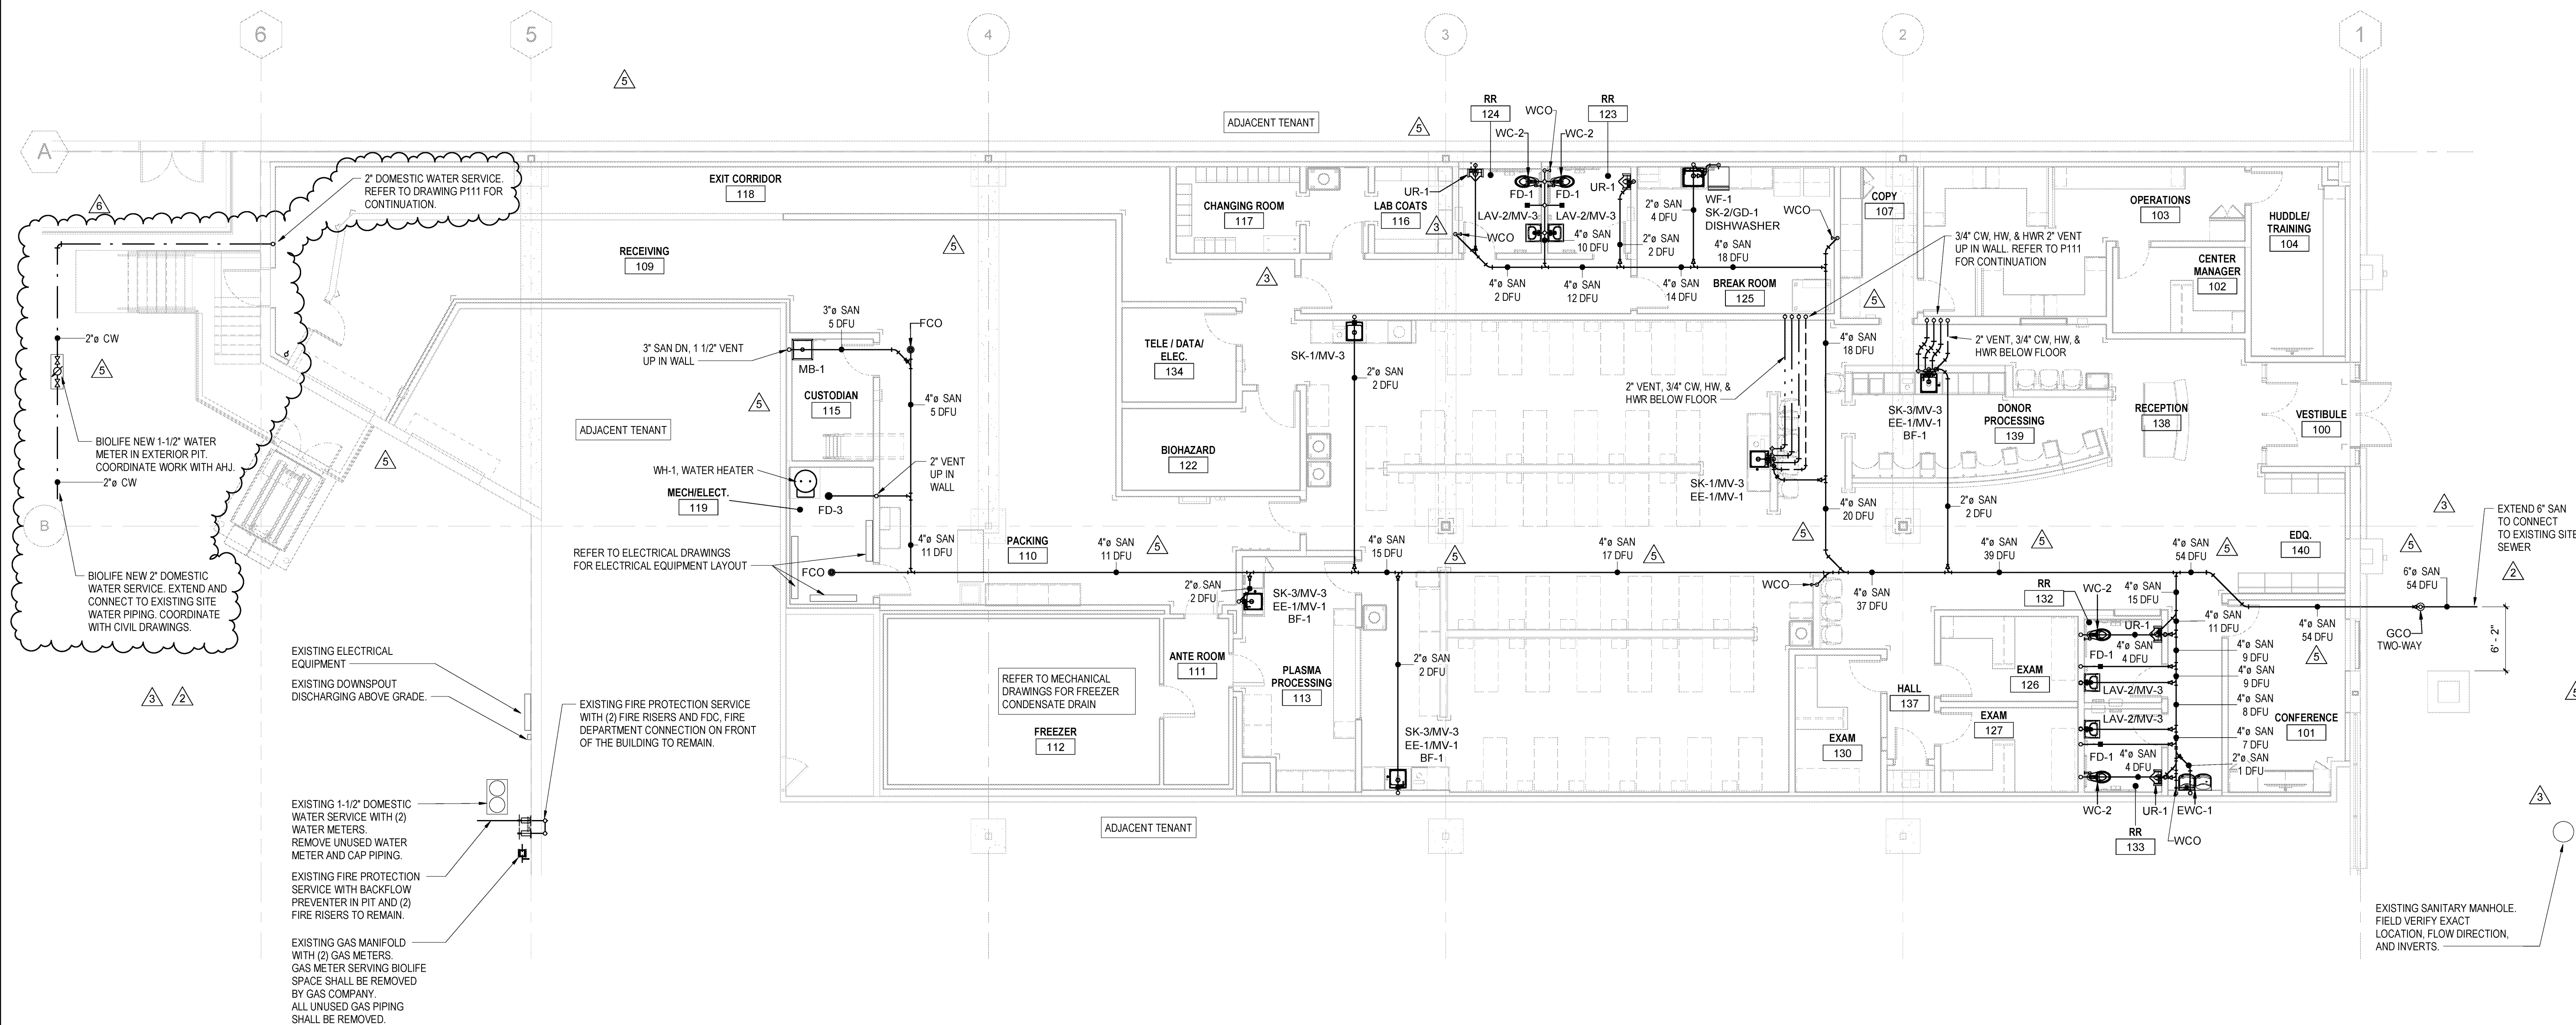 6
5
4
3
2
1
A
B
5
ADJACENT TENANT
5
RR
124
WCO
RR
123
WC-2
WC-2
UR-1
FD-1
FD-1
UR-1
LAV-2/MV-3
LAV-2/MV-3
4"ø SAN
10 DFU
2"ø SAN
2 DFU
2"ø SAN
4 DFU
WF-1
SK-2/GD-1
DISHWASHER
4"ø SAN
18 DFU
WCO
WCO
3
3
4"ø SAN
2 DFU
4"ø SAN
12 DFU
4"ø SAN
14 DFU
BREAK ROOM
125
2" DOMESTIC WATER SERVICE.
REFER TO DRAWING P111 FOR
CONTINUATION.
6
EXIT CORRIDOR
118
CHANGING ROOM
117
LAB COATS
116
COPY
107
OPERATIONS
103
HUDDLE/
TRAINING
104
CENTER
MANAGER
102
3/4" CW, HW, & HWR 2" VENT
UP IN WALL. REFER TO P111
FOR CONTINUATION
5
RECEIVING
109
5
2"ø CW
5
BIOLIFE NEW 1-1/2" WATER
METER IN EXTERIOR PIT.
COORDINATE WORK WITH AHJ.
2"ø CW
BIOLIFE NEW 2" DOMESTIC
WATER SERVICE. EXTEND AND
CONNECT TO EXISTING SITE
WATER PIPING. COORDINATE
WITH CIVIL DRAWINGS.
5
3"ø SAN
5 DFU
FCO
3" SAN DN, 1 1/2" VENT
UP IN WALL
MB-1
CUSTODIAN
115
5
4"ø SAN
5 DFU
ADJACENT TENANT
WH-1, WATER HEATER
MECH/ELECT.
119
FD-3
2" VENT
UP IN
WALL
REFER TO ELECTRICAL DRAWINGS
FOR ELECTRICAL EQUIPMENT LAYOUT
FCO
4"ø SAN
11 DFU
PACKING
110
4"ø SAN
11 DFU
5
TELE / DATA/
ELEC.
134
BIOHAZARD
122
SK-1/MV-3
2"ø SAN
2 DFU
4"ø SAN
18 DFU
2" VENT, 3/4" CW, HW, &
HWR BELOW FLOOR
2" VENT, 3/4" CW, HW, &
HWR BELOW FLOOR
SK-3/MV-3
EE-1/MV-1
BF-1
DONOR
PROCESSING
139
RECEPTION
138
VESTIBULE
100
SK-1/MV-3
EE-1/MV-1
4"ø SAN
20 DFU
5
2"ø SAN
2 DFU
4"ø SAN
15 DFU
5
4"ø SAN
17 DFU
5
4"ø SAN
39 DFU
5
4"ø SAN
54 DFU
5
EDQ.
140
3
5
EXTEND 6" SAN
TO CONNECT
TO EXISTING SITE
SEWER
2
6"ø SAN
54 DFU
4"ø SAN
54 DFU
5
GCO
TWO-WAY
6' - 2"
2"ø SAN
2 DFU
SK-3/MV-3
EE-1/MV-1
BF-1
WCO
4"ø SAN
37 DFU
RR
132
WC-2
4"ø SAN
15 DFU
UR-1
4"ø SAN
11 DFU
4"ø SAN
4 DFU
FD-1
4"ø SAN
9 DFU
4"ø SAN
9 DFU
LAV-2/MV-3
4"ø SAN
8 DFU
LAV-2/MV-3
4"ø SAN
7 DFU
FD-1
4"ø SAN
4 DFU
2"ø SAN
1 DFU
WC-2
UR-1
EWC-1
RR
133
WCO
CONFERENCE
101
EXAM
126
EXAM
127
HALL
137
EXAM
130
ANTE ROOM
111
PLASMA
PROCESSING
113
2"ø SAN
2 DFU
SK-3/MV-3
EE-1/MV-1
BF-1
REFER TO MECHANICAL
DRAWINGS FOR FREEZER
CONDENSATE DRAIN
FREEZER
112
ADJACENT TENANT
EXISTING ELECTRICAL
EQUIPMENT
EXISTING DOWNSPOUT
DISCHARGING ABOVE GRADE.
3
2
EXISTING FIRE PROTECTION SERVICE
WITH (2) FIRE RISERS AND FDC, FIRE
DEPARTMENT CONNECTION ON FRONT
OF THE BUILDING TO REMAIN.
EXISTING 1-1/2" DOMESTIC
WATER SERVICE WITH (2)
WATER METERS.
REMOVE UNUSED WATER
METER AND CAP PIPING.
EXISTING FIRE PROTECTION
SERVICE WITH BACKFLOW
PREVENTER IN PIT AND (2)
FIRE RISERS TO REMAIN.
EXISTING GAS MANIFOLD
WITH (2) GAS METERS.
GAS METER SERVING BIOLIFE
SPACE SHALL BE REMOVED
BY GAS COMPANY.
ALL UNUSED GAS PIPING
SHALL BE REMOVED.
5
3
EXISTING SANITARY MANHOLE.
FIELD VERIFY EXACT
LOCATION, FLOW DIRECTION,
AND INVERTS.